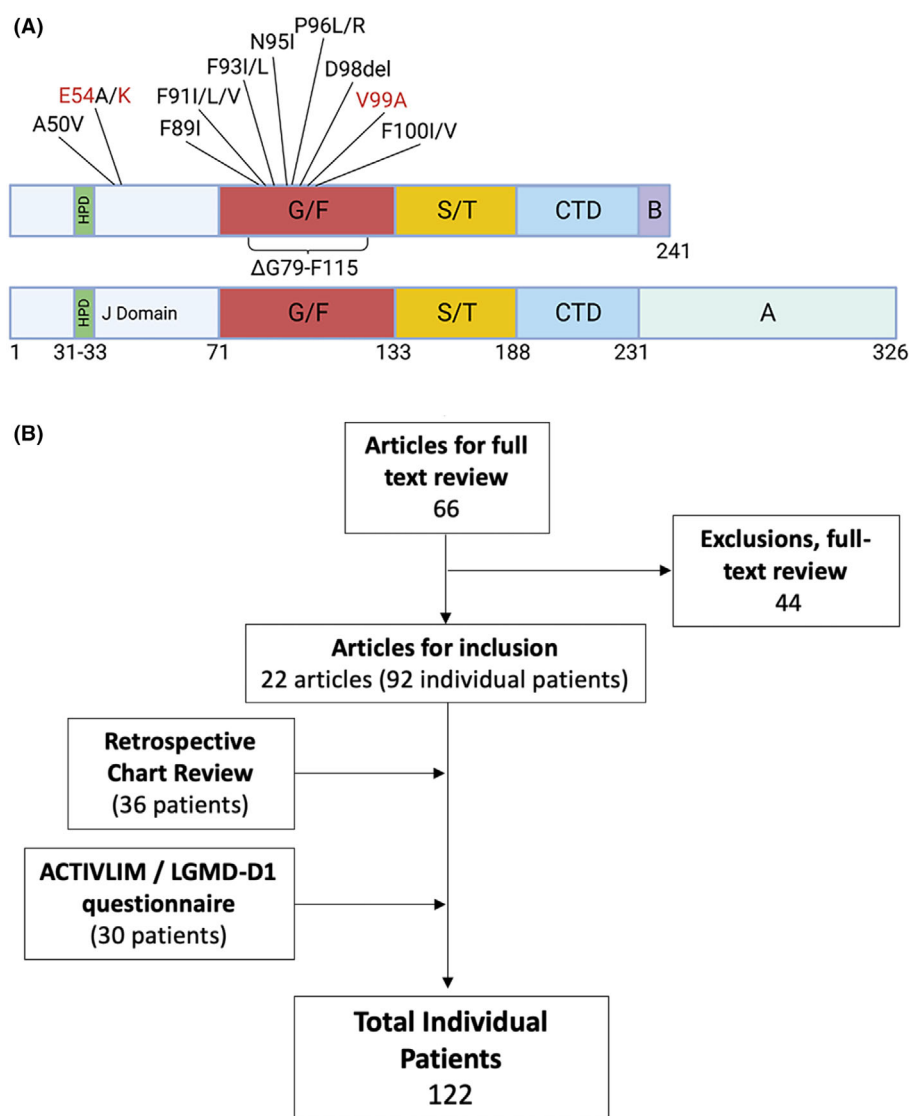 (A)
P96L/R
N95I
F93I/L
D98del
E54A/K
F91I/L/V
V99A
A50V
F89I
F100I/V
HPD
G/F
S/T
CTD
B
241
ΔG79-F115
HPD
J Domain
G/F
S/T
CTD
A
1 31-33 71 133 188 231 326
(B)
Articles for full
text review
66
Exclusions, full-
text review
44
Articles for inclusion
22 articles (92 individual patients)
Retrospective
Chart Review
(36 patients)
ACTIVLIM / LGMD-D1
questionnaire
(30 patients)
Total Individual
Patients
122